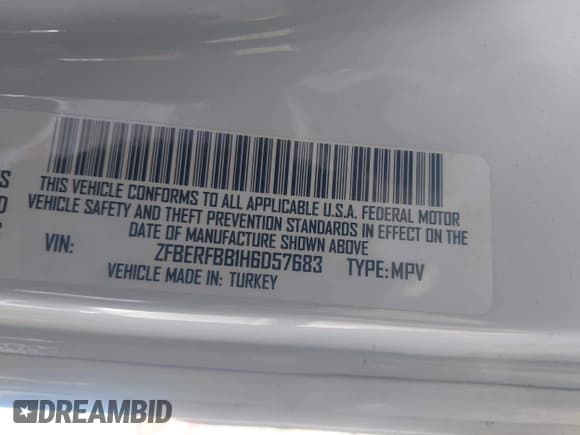 THIS VEHICLE CONFORMS TO ALL APPLICABLE U.S.A. FEDERAL MOTOR
VEHICLE SAFETY AND THEFT PREVENTION STANDARDS IN EFFECT ON THE
DATE OF MANUFACTURE SHOWN ABOVE
VIN: ZFBERFBB1H6D57683 TYPE: MPV
VEHICLE MADE IN: TURKEY
DREAMBID